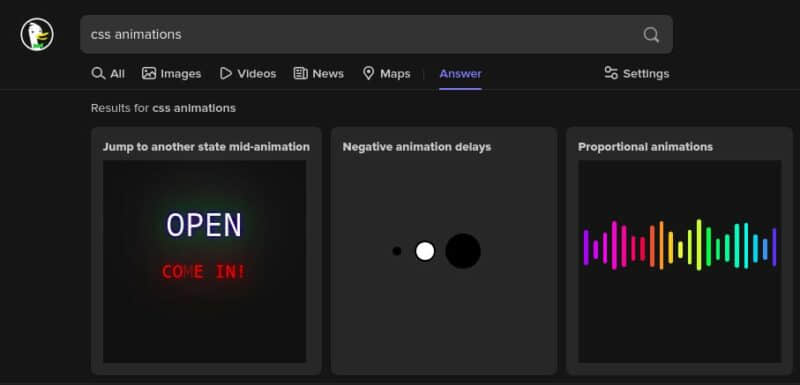 css animations
All Images Videos News Maps Answer Settings
Results for css animations
Jump to another state mid-animation
Negative animation delays
Proportional animations
OPEN
COME IN!